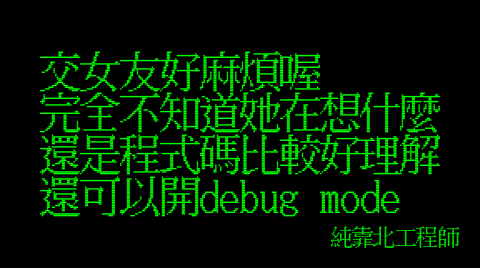 交女友好麻煩喔
完全不知道她在想什麼
還是程式碼比較好理解
還可以開debug mode
純靠北工程師